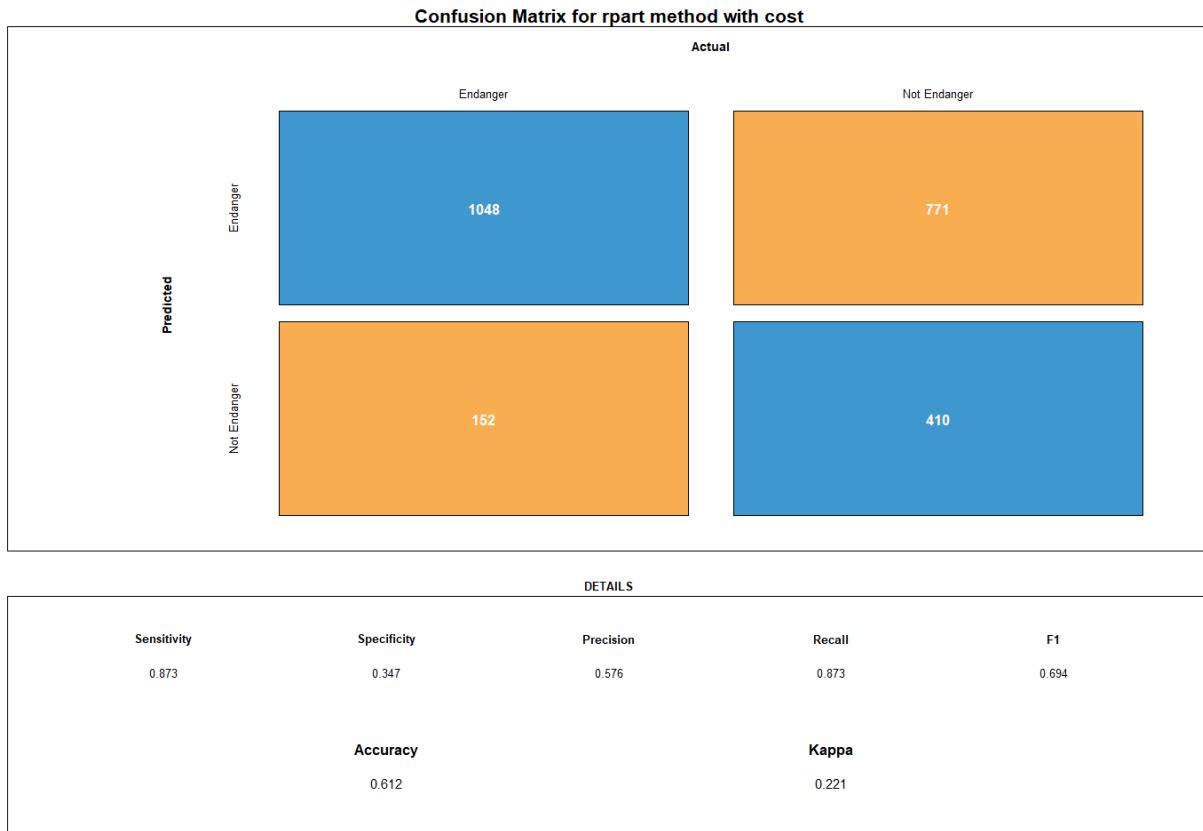 Confusion Matrix for rpart method with cost
Actual
Endanger Not Endanger
Predicted
Endanger
1048 771
Not Endanger
152 410
DETAILS
Sensitivity Specificity Precision Recall F1
0.873 0.347 0.576 0.873 0.694
Accuracy Kappa
0.612 0.221